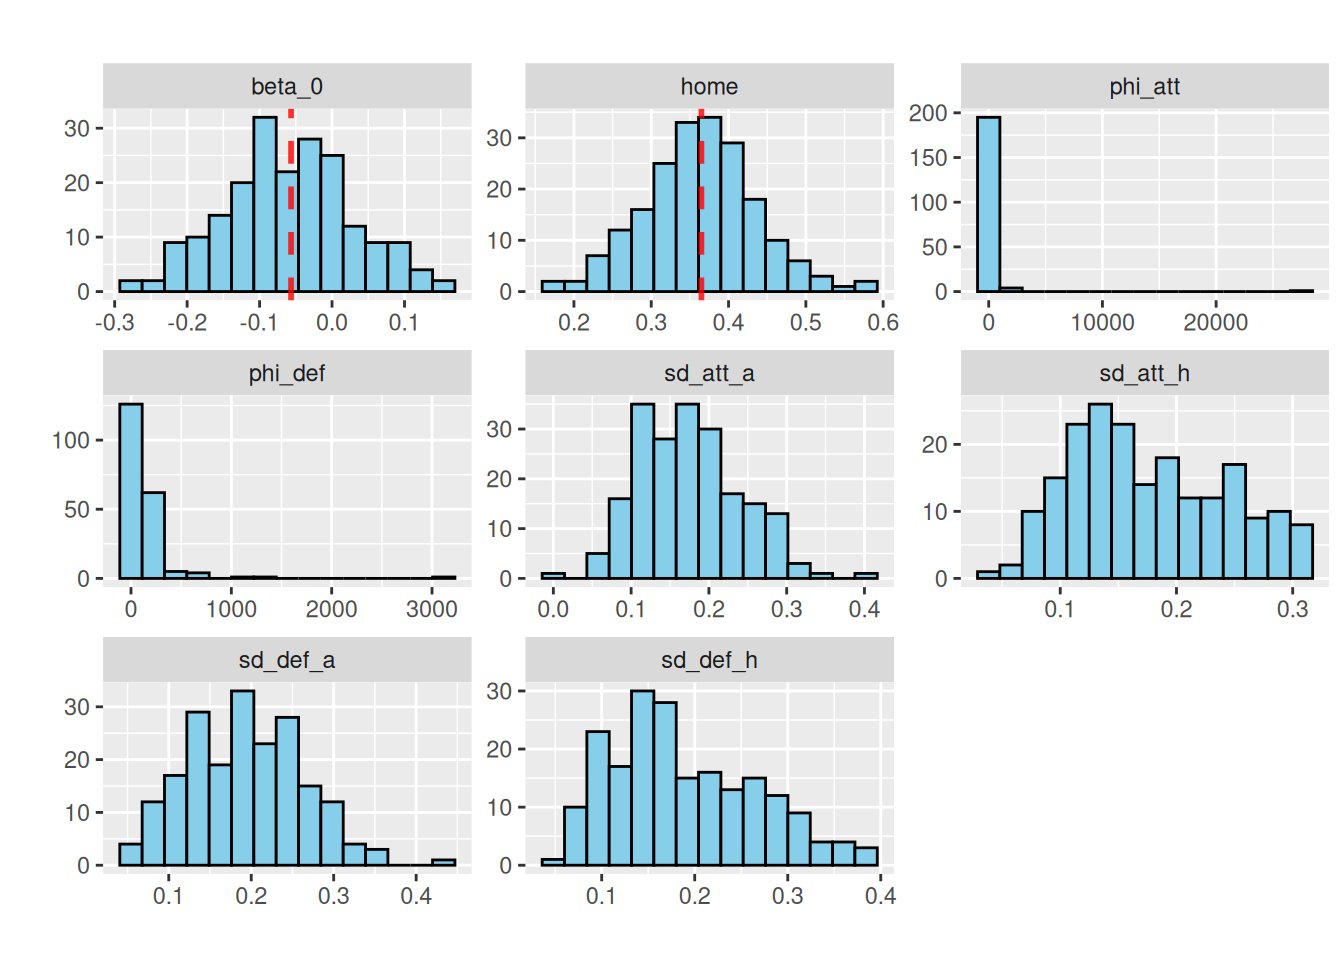 beta_0 home phi_att
30 20 10 0
-0.3 -0.2 -0.1 0.0 0.1
30 20 10 0
0.2 0.3 0.4 0.5 0.6
200 150 100 50 0
0 10000 20000
phi_def sd_att_a sd_att_h
100 50 0
0 1000 2000 3000
30 20 10 0
0.0 0.1 0.2 0.3 0.4
20 10 0
0.1 0.2 0.3
sd_def_a sd_def_h
30 20 10 0
0.1 0.2 0.3 0.4
30 20 10 0
0.1 0.2 0.3 0.4